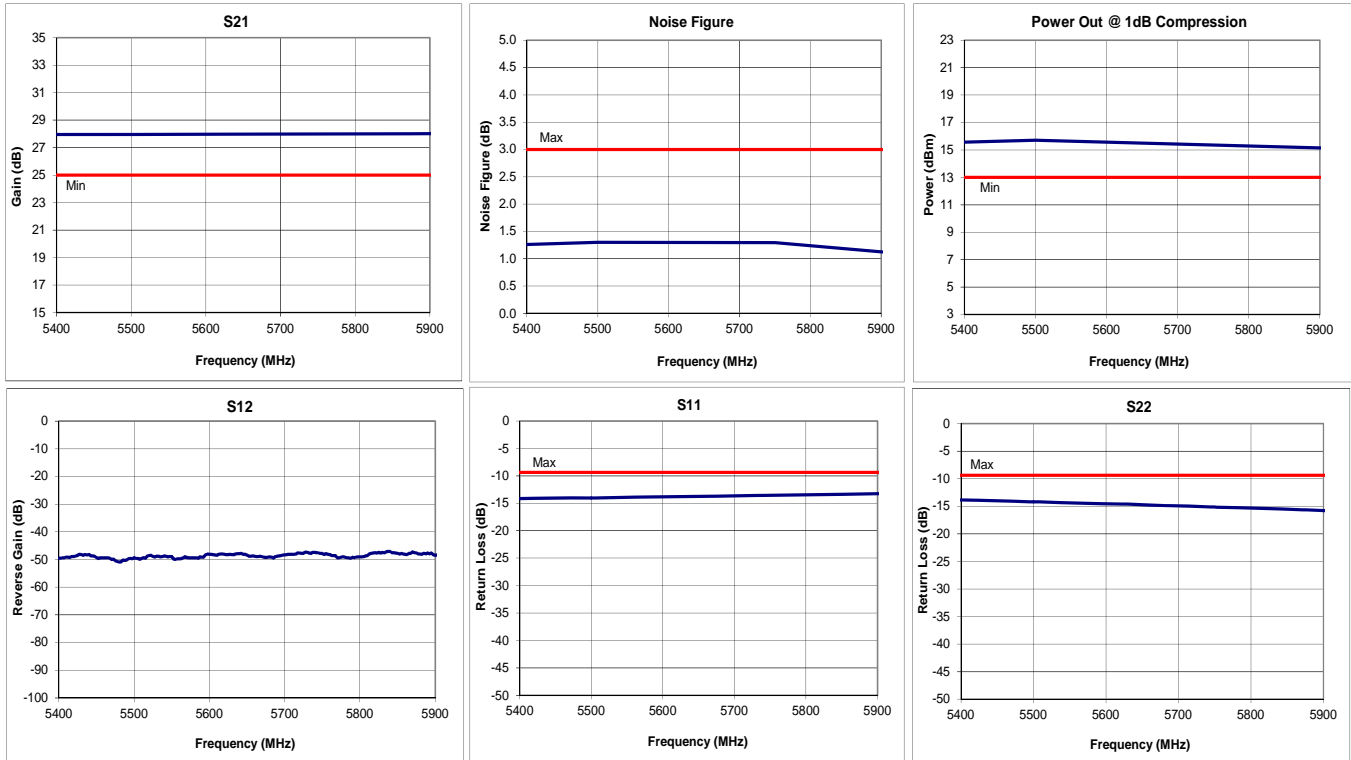 S21
35
33
31
29
27
25
23
21
19
17
15
Gain (dB)
Min
5400 5500 5600 5700 5800 5900
Frequency (MHz)
Noise Figure
5.0
4.5
4.0
3.5
3.0
2.5
2.0
1.5
1.0
0.5
0.0
Noise Figure (dB)
Max
5400 5500 5600 5700 5800 5900
Frequency (MHz)
Power Out @ 1dB Compression
23
21
19
17
15
13
11
9
7
5
3
Power (dBm)
Min
5400 5500 5600 5700 5800 5900
Frequency (MHz)
S12
0
-10
-20
-30
-40
-50
-60
-70
-80
-90
-100
Reverse Gain (dB)
5400 5500 5600 5700 5800 5900
Frequency (MHz)
S11
0
-5
-10
-15
-20
-25
-30
-35
-40
-45
-50
Return Loss (dB)
Max
5400 5500 5600 5700 5800 5900
Frequency (MHz)
S22
0
-5
-10
-15
-20
-25
-30
-35
-40
-45
-50
Return Loss (dB)
Max
5400 5500 5600 5700 5800 5900
Frequency (MHz)